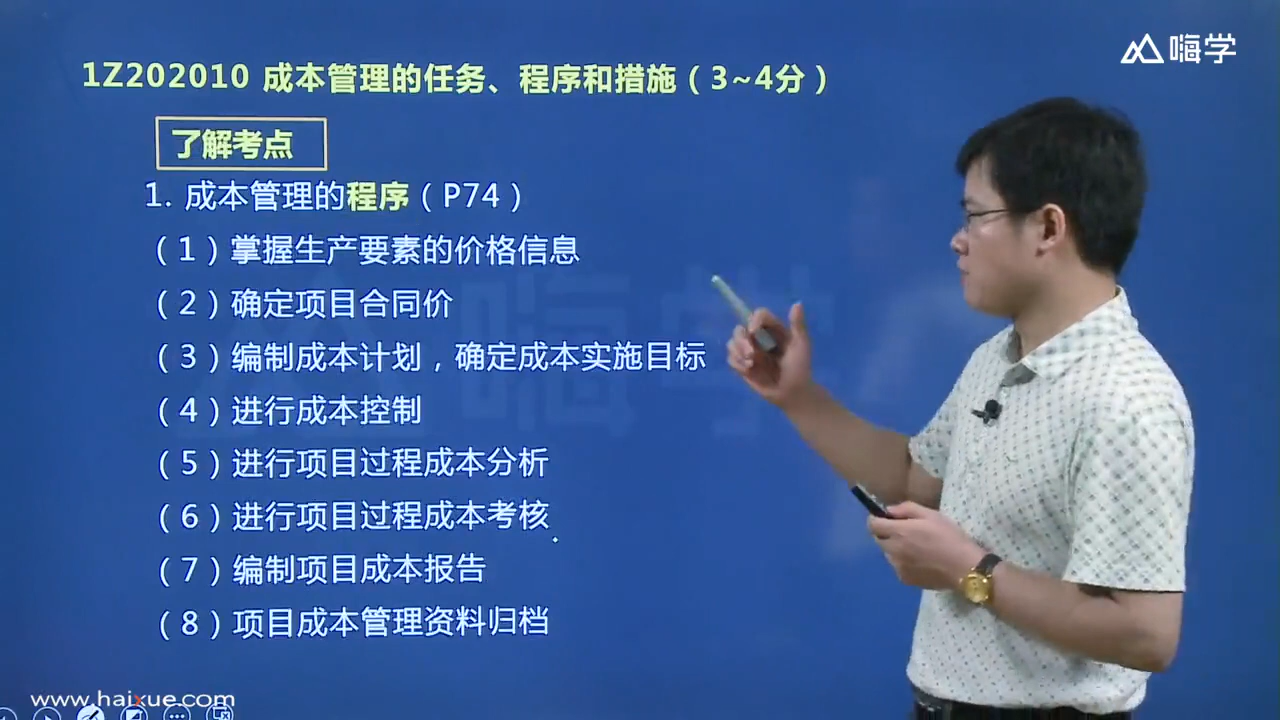 嗨学
1Z202010 成本管理的任务、程序和措施（3~4分）
了解考点
1. 成本管理的程序（P74）
（1）掌握生产要素的价格信息
（2）确定项目合同价
（3）编制成本计划，确定成本实施目标
（4）进行成本控制
（5）进行项目过程成本分析
（6）进行项目过程成本考核
（7）编制项目成本报告
（8）项目成本管理资料归档
嗨学
www.haixue.com